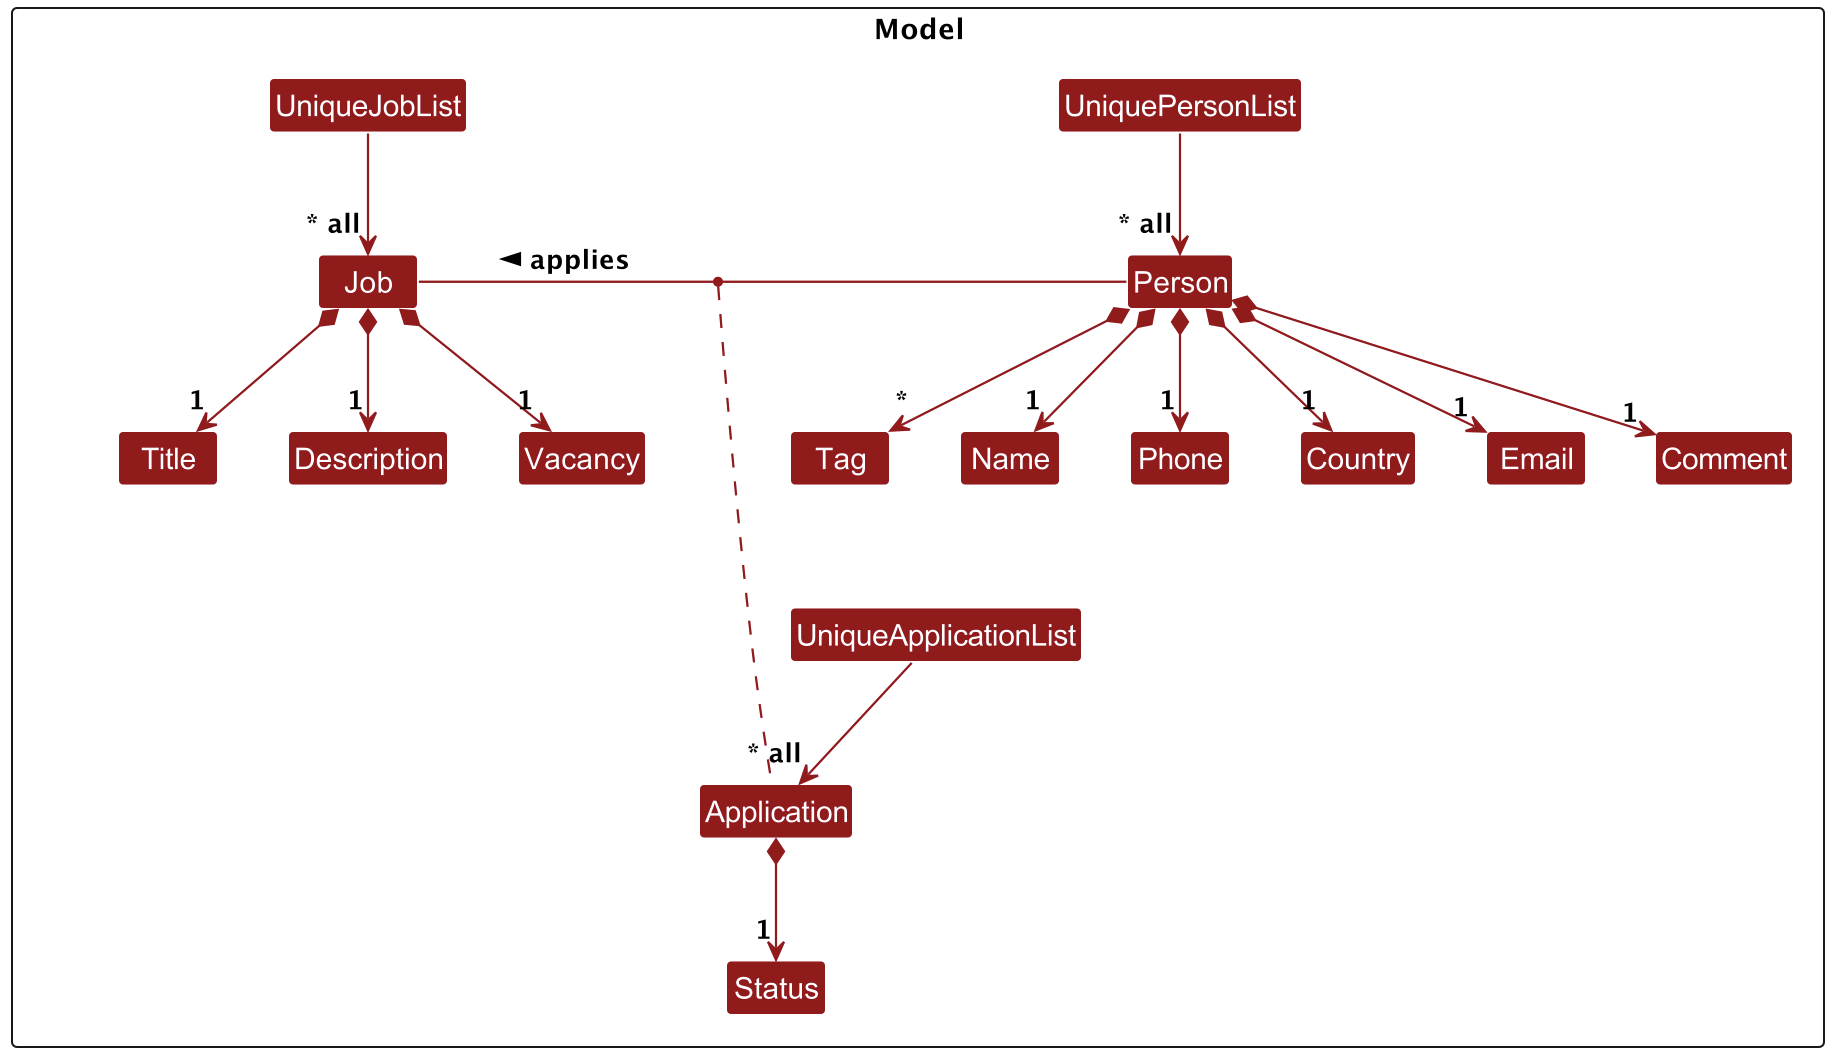 Model
UniqueJobList
UniquePersonList
* all
* all
◄ applies
Job
Person
1
1
1
*
1
1
1
1
1
Title
Description
Vacancy
Tag
Name
Phone
Country
Email
Comment
UniqueApplicationList
* all
Application
1
Status